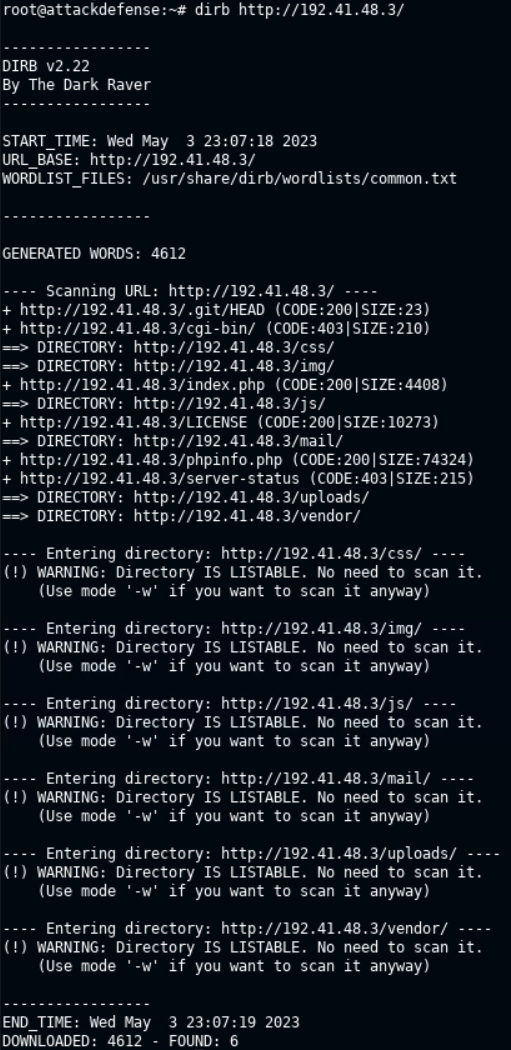 root@attackdefense:~# dirb http://192.41.48.3/
-----------------
DIRB v2.22
By The Dark Raver
-----------------
START_TIME: Wed May  3 23:07:18 2023
URL_BASE: http://192.41.48.3/
WORDLIST_FILES: /usr/share/dirb/wordlists/common.txt
-----------------
GENERATED WORDS: 4612
---- Scanning URL: http://192.41.48.3/ ----
+ http://192.41.48.3/.git/HEAD (CODE:200|SIZE:23)
+ http://192.41.48.3/cgi-bin/ (CODE:403|SIZE:210)
==> DIRECTORY: http://192.41.48.3/css/
==> DIRECTORY: http://192.41.48.3/img/
+ http://192.41.48.3/index.php (CODE:200|SIZE:4408)
==> DIRECTORY: http://192.41.48.3/js/
+ http://192.41.48.3/LICENSE (CODE:200|SIZE:10273)
==> DIRECTORY: http://192.41.48.3/mail/
+ http://192.41.48.3/phpinfo.php (CODE:200|SIZE:74324)
+ http://192.41.48.3/server-status (CODE:403|SIZE:215)
==> DIRECTORY: http://192.41.48.3/uploads/
==> DIRECTORY: http://192.41.48.3/vendor/
---- Entering directory: http://192.41.48.3/css/ ----
(!) WARNING: Directory IS LISTABLE. No need to scan it.
    (Use mode '-w' if you want to scan it anyway)
---- Entering directory: http://192.41.48.3/img/ ----
(!) WARNING: Directory IS LISTABLE. No need to scan it.
    (Use mode '-w' if you want to scan it anyway)
---- Entering directory: http://192.41.48.3/js/ ----
(!) WARNING: Directory IS LISTABLE. No need to scan it.
    (Use mode '-w' if you want to scan it anyway)
---- Entering directory: http://192.41.48.3/mail/ ----
(!) WARNING: Directory IS LISTABLE. No need to scan it.
    (Use mode '-w' if you want to scan it anyway)
---- Entering directory: http://192.41.48.3/uploads/ ----
(!) WARNING: Directory IS LISTABLE. No need to scan it.
    (Use mode '-w' if you want to scan it anyway)
---- Entering directory: http://192.41.48.3/vendor/ ----
(!) WARNING: Directory IS LISTABLE. No need to scan it.
    (Use mode '-w' if you want to scan it anyway)
-----------------
END_TIME: Wed May  3 23:07:19 2023
DOWNLOADED: 4612 - FOUND: 6